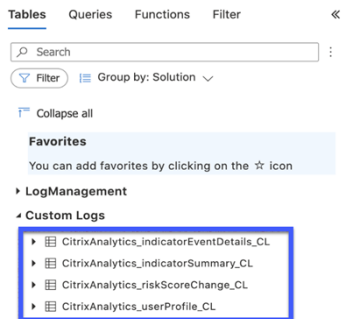 Tables Queries Functions Filter
Search
Filter Group by: Solution
Collapse all
Favorites
You can add favorites by clicking on the ☆ icon
LogManagement
Custom Logs
CitrixAnalytics_indicatorEventDetails_CL
CitrixAnalytics_indicatorSummary_CL
CitrixAnalytics_riskScoreChange_CL
CitrixAnalytics_userProfile_CL